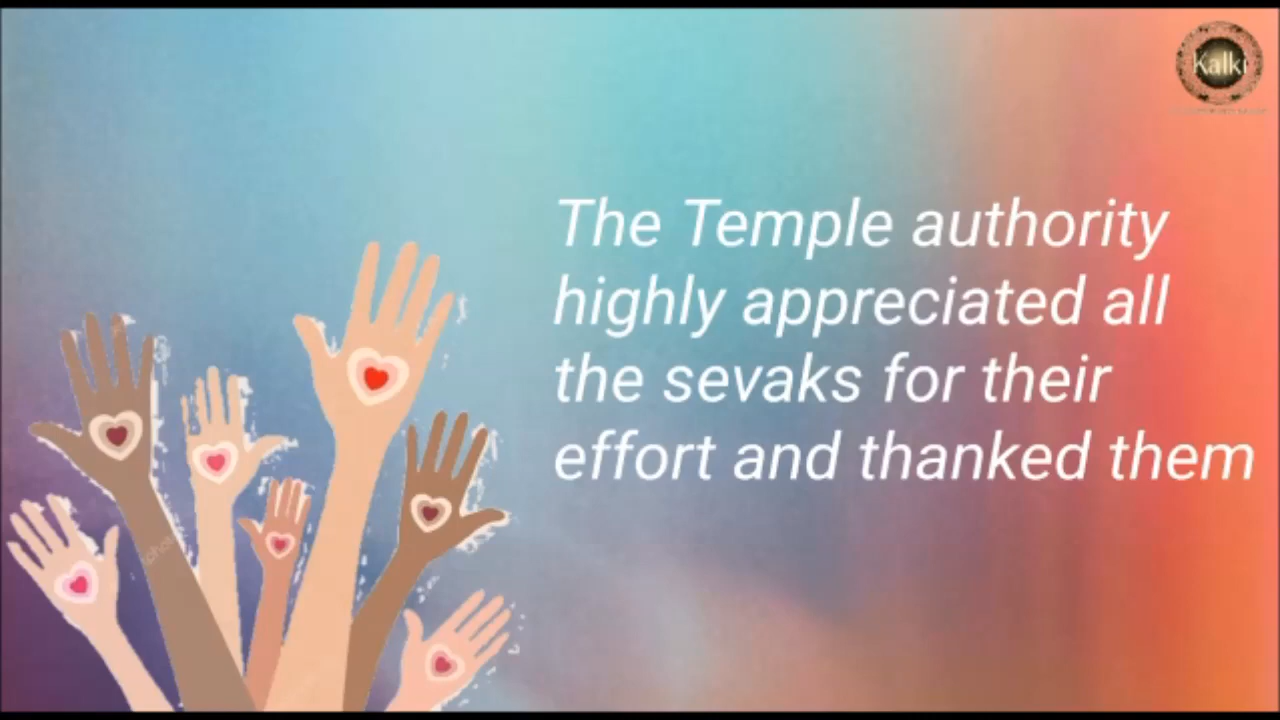 Kalki
The Temple authority
highly appreciated all
the sevaks for their
effort and thanked them